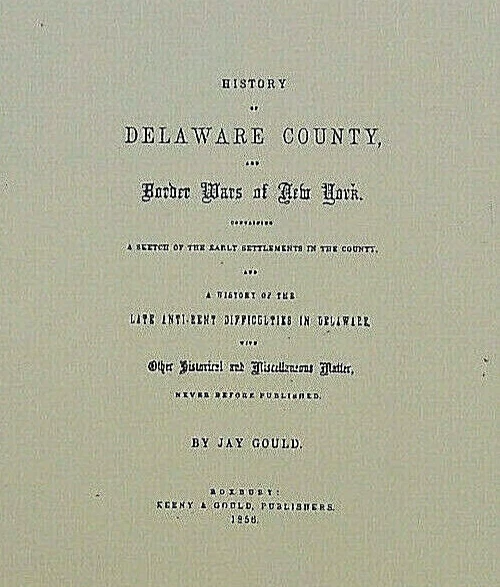 HISTORY
OF
DELAWARE COUNTY,
AND
Border Wars of New York.
CONTAINING
A SKETCH OF THE EARLY SETTLEMENTS IN THE COUNTY,
AND
A HISTORY OF THE
LATE ANTI-RENT DIFFICULTIES IN DELAWARE,
WITH
Other Historical and Miscellaneous Matter,
NEVER BEFORE PUBLISHED.
BY JAY GOULD.
ROXBURY:
KEENY & GOULD, PUBLISHERS.
1856.